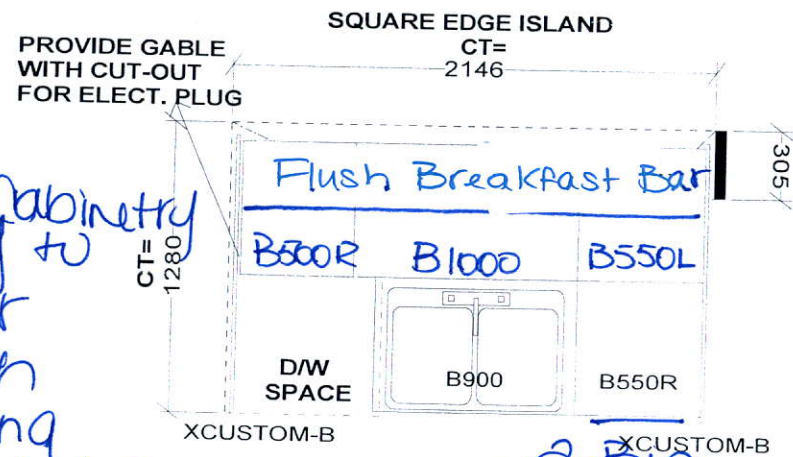 SQUARE EDGE ISLAND
CT=
2146
PROVIDE GABLE
WITH CUT-OUT
FOR ELECT. PLUG
305
Flush Breakfast Bar
Cabinetry
to
CT=
1280
B500R B1000 B550L
D/W
SPACE
B900
B550R
XCUSTOM-B
XCUSTOM-B